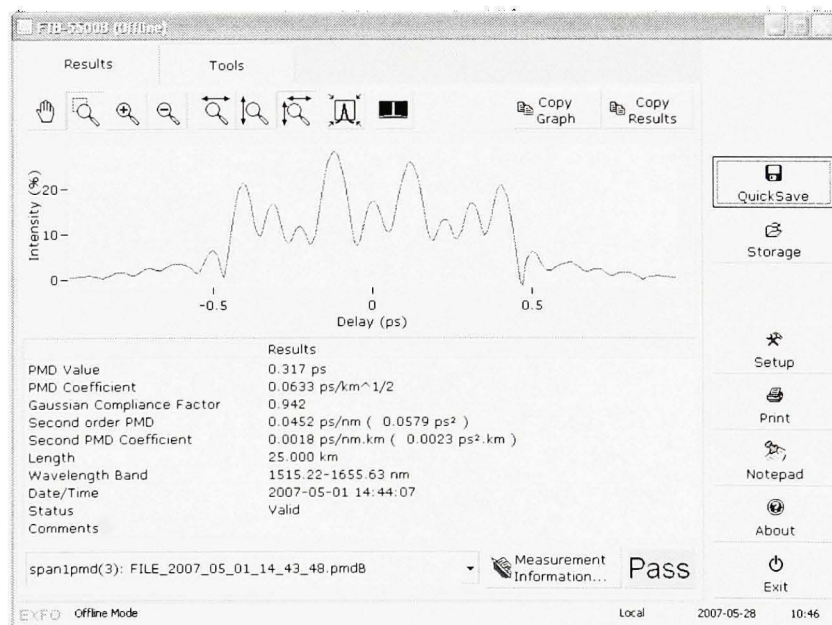 FTB-5500B (Offline)
Results Tools
Copy Graph
Copy Results
Intensity (%)
20
10
0
-0.5 0 0.5
Delay (ps)
Results
PMD Value 0.317 ps
PMD Coefficient 0.0633 ps/km^1/2
Gaussian Compliance Factor 0.942
Second order PMD 0.0452 ps/nm ( 0.0579 ps² )
Second PMD Coefficient 0.0018 ps/nm.km ( 0.0023 ps².km )
Length 25.000 km
Wavelength Band 1515.22-1655.63 nm
Date/Time 2007-05-01 14:44:07
Status Valid
Comments
span1pmd(3): FILE_2007_05_01_14_43_48.pmdB
Measurement
Information...
Pass
QuickSave
Storage
Setup
Print
Notepad
About
Exit
EXFO Offline Mode Local 2007-05-28 10:46